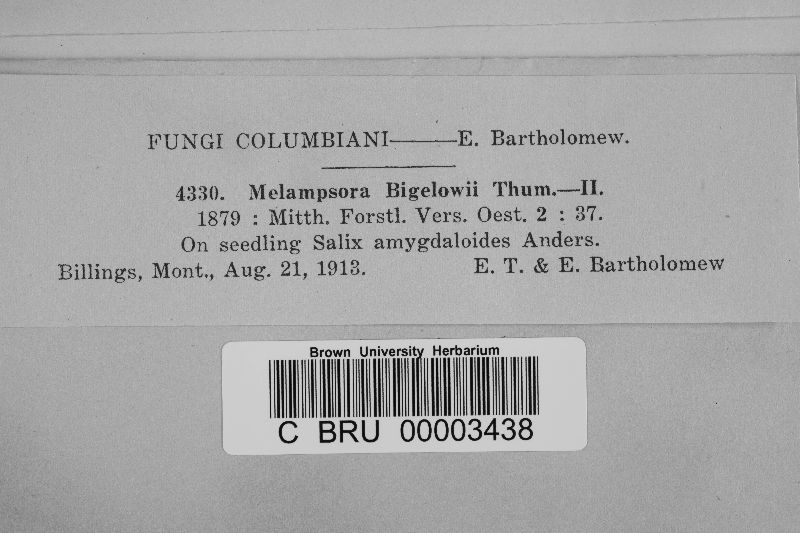 FUNGI COLUMBIANI——E. Bartholomew.
4330. Melampsora Bigelowii Thum.—II.
1879 : Mitth. Forstl. Vers. Oest. 2 : 37.
On seedling Salix amygdaloides Anders.
Billings, Mont., Aug. 21, 1913. E. T. & E. Bartholomew
Brown University Herbarium
C BRU 00003438